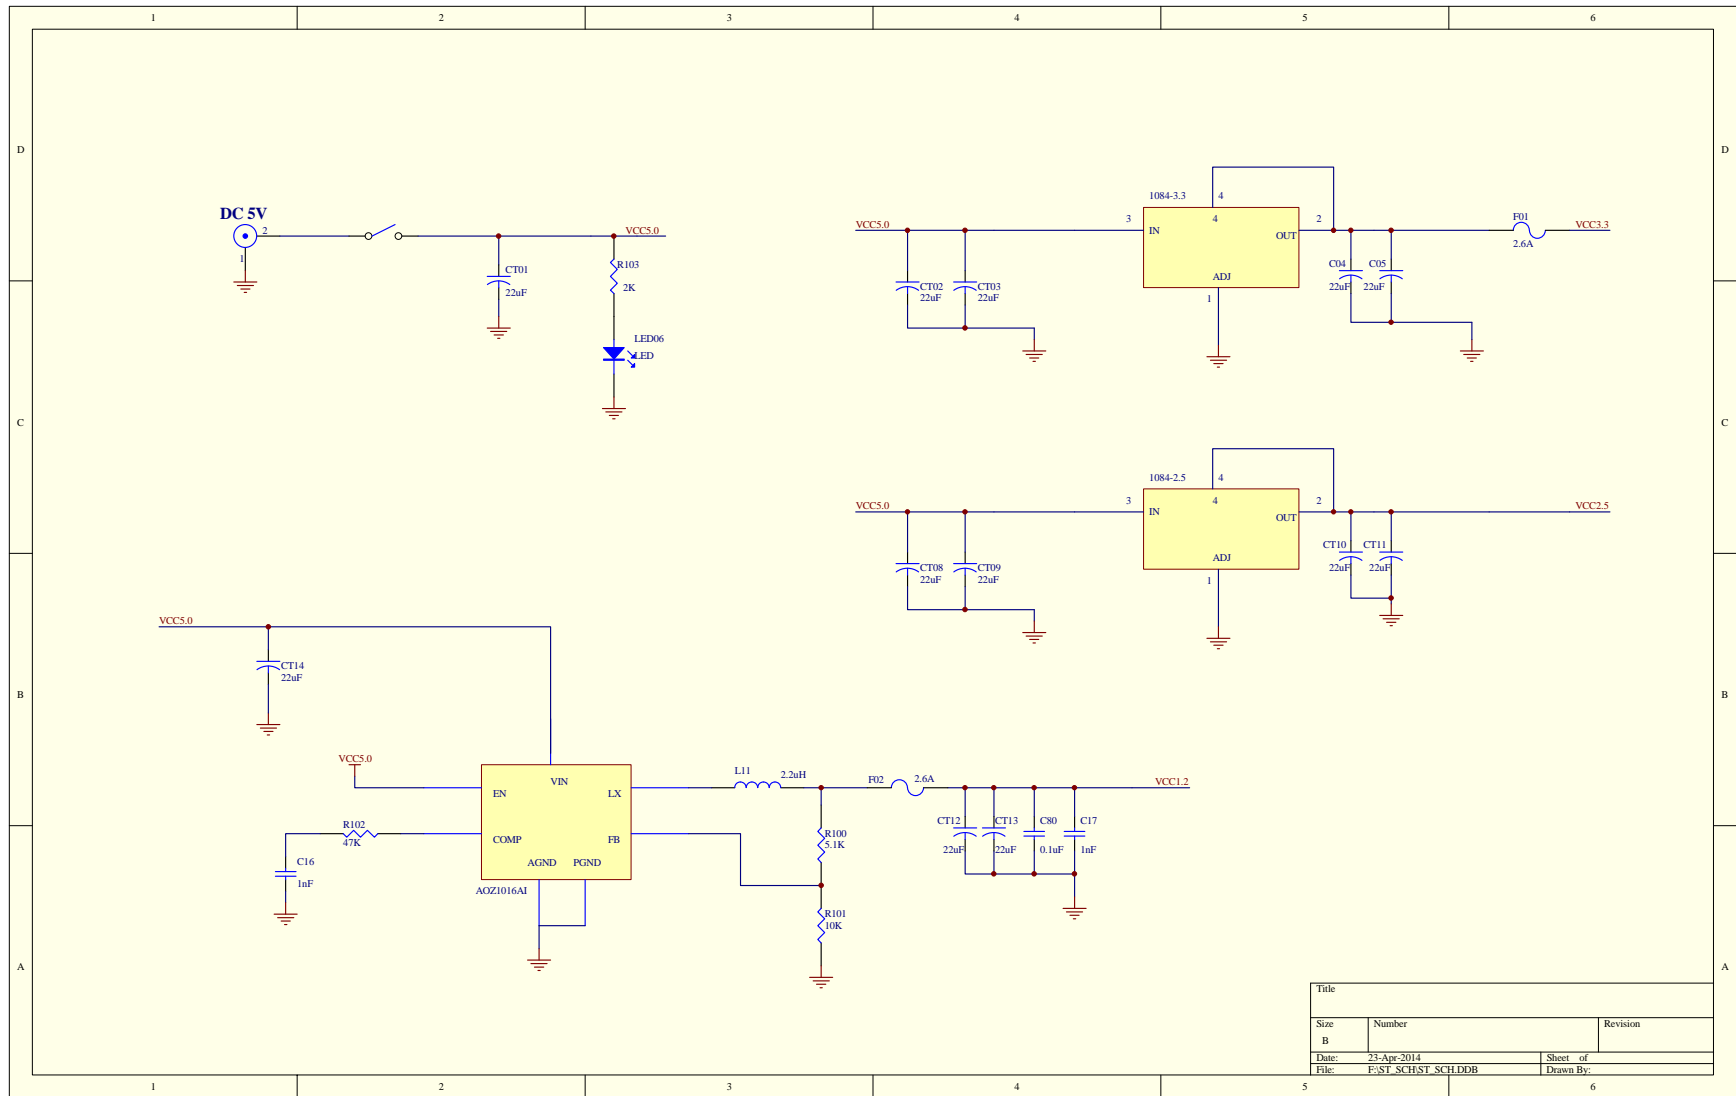 1 2 3 4 5 6
D D
C C
B B
A A
DC 5V
2
1
VCC5.0
CT01
22uF
R103
2K
LED06
LED
VCC5.0
CT02
22uF
CT03
22uF
1084-3.3
4
4
3
IN
2
OUT
ADJ
1
C04
22uF
C05
22uF
F01
2.6A
VCC3.3
VCC5.0
CT08
22uF
CT09
22uF
1084-2.5
4
4
3
IN
2
OUT
ADJ
1
CT10
22uF
CT11
22uF
VCC2.5
VCC5.0
CT14
22uF
VCC5.0
R102
47K
C16
1nF
VIN
EN
LX
COMP
FB
AGND
PGND
AOZ1016AI
L11
2.2uH
R100
5.1K
R101
10K
F02
2.6A
CT12
22uF
CT13
22uF
C80
0.1uF
C17
1nF
VCC1.2
Title
Size
B
Number
Revision
Date: 23-Apr-2014
Sheet of
File: F:\ST_SCH\ST_SCH.DDB
Drawn By:
1 2 3 4 5 6